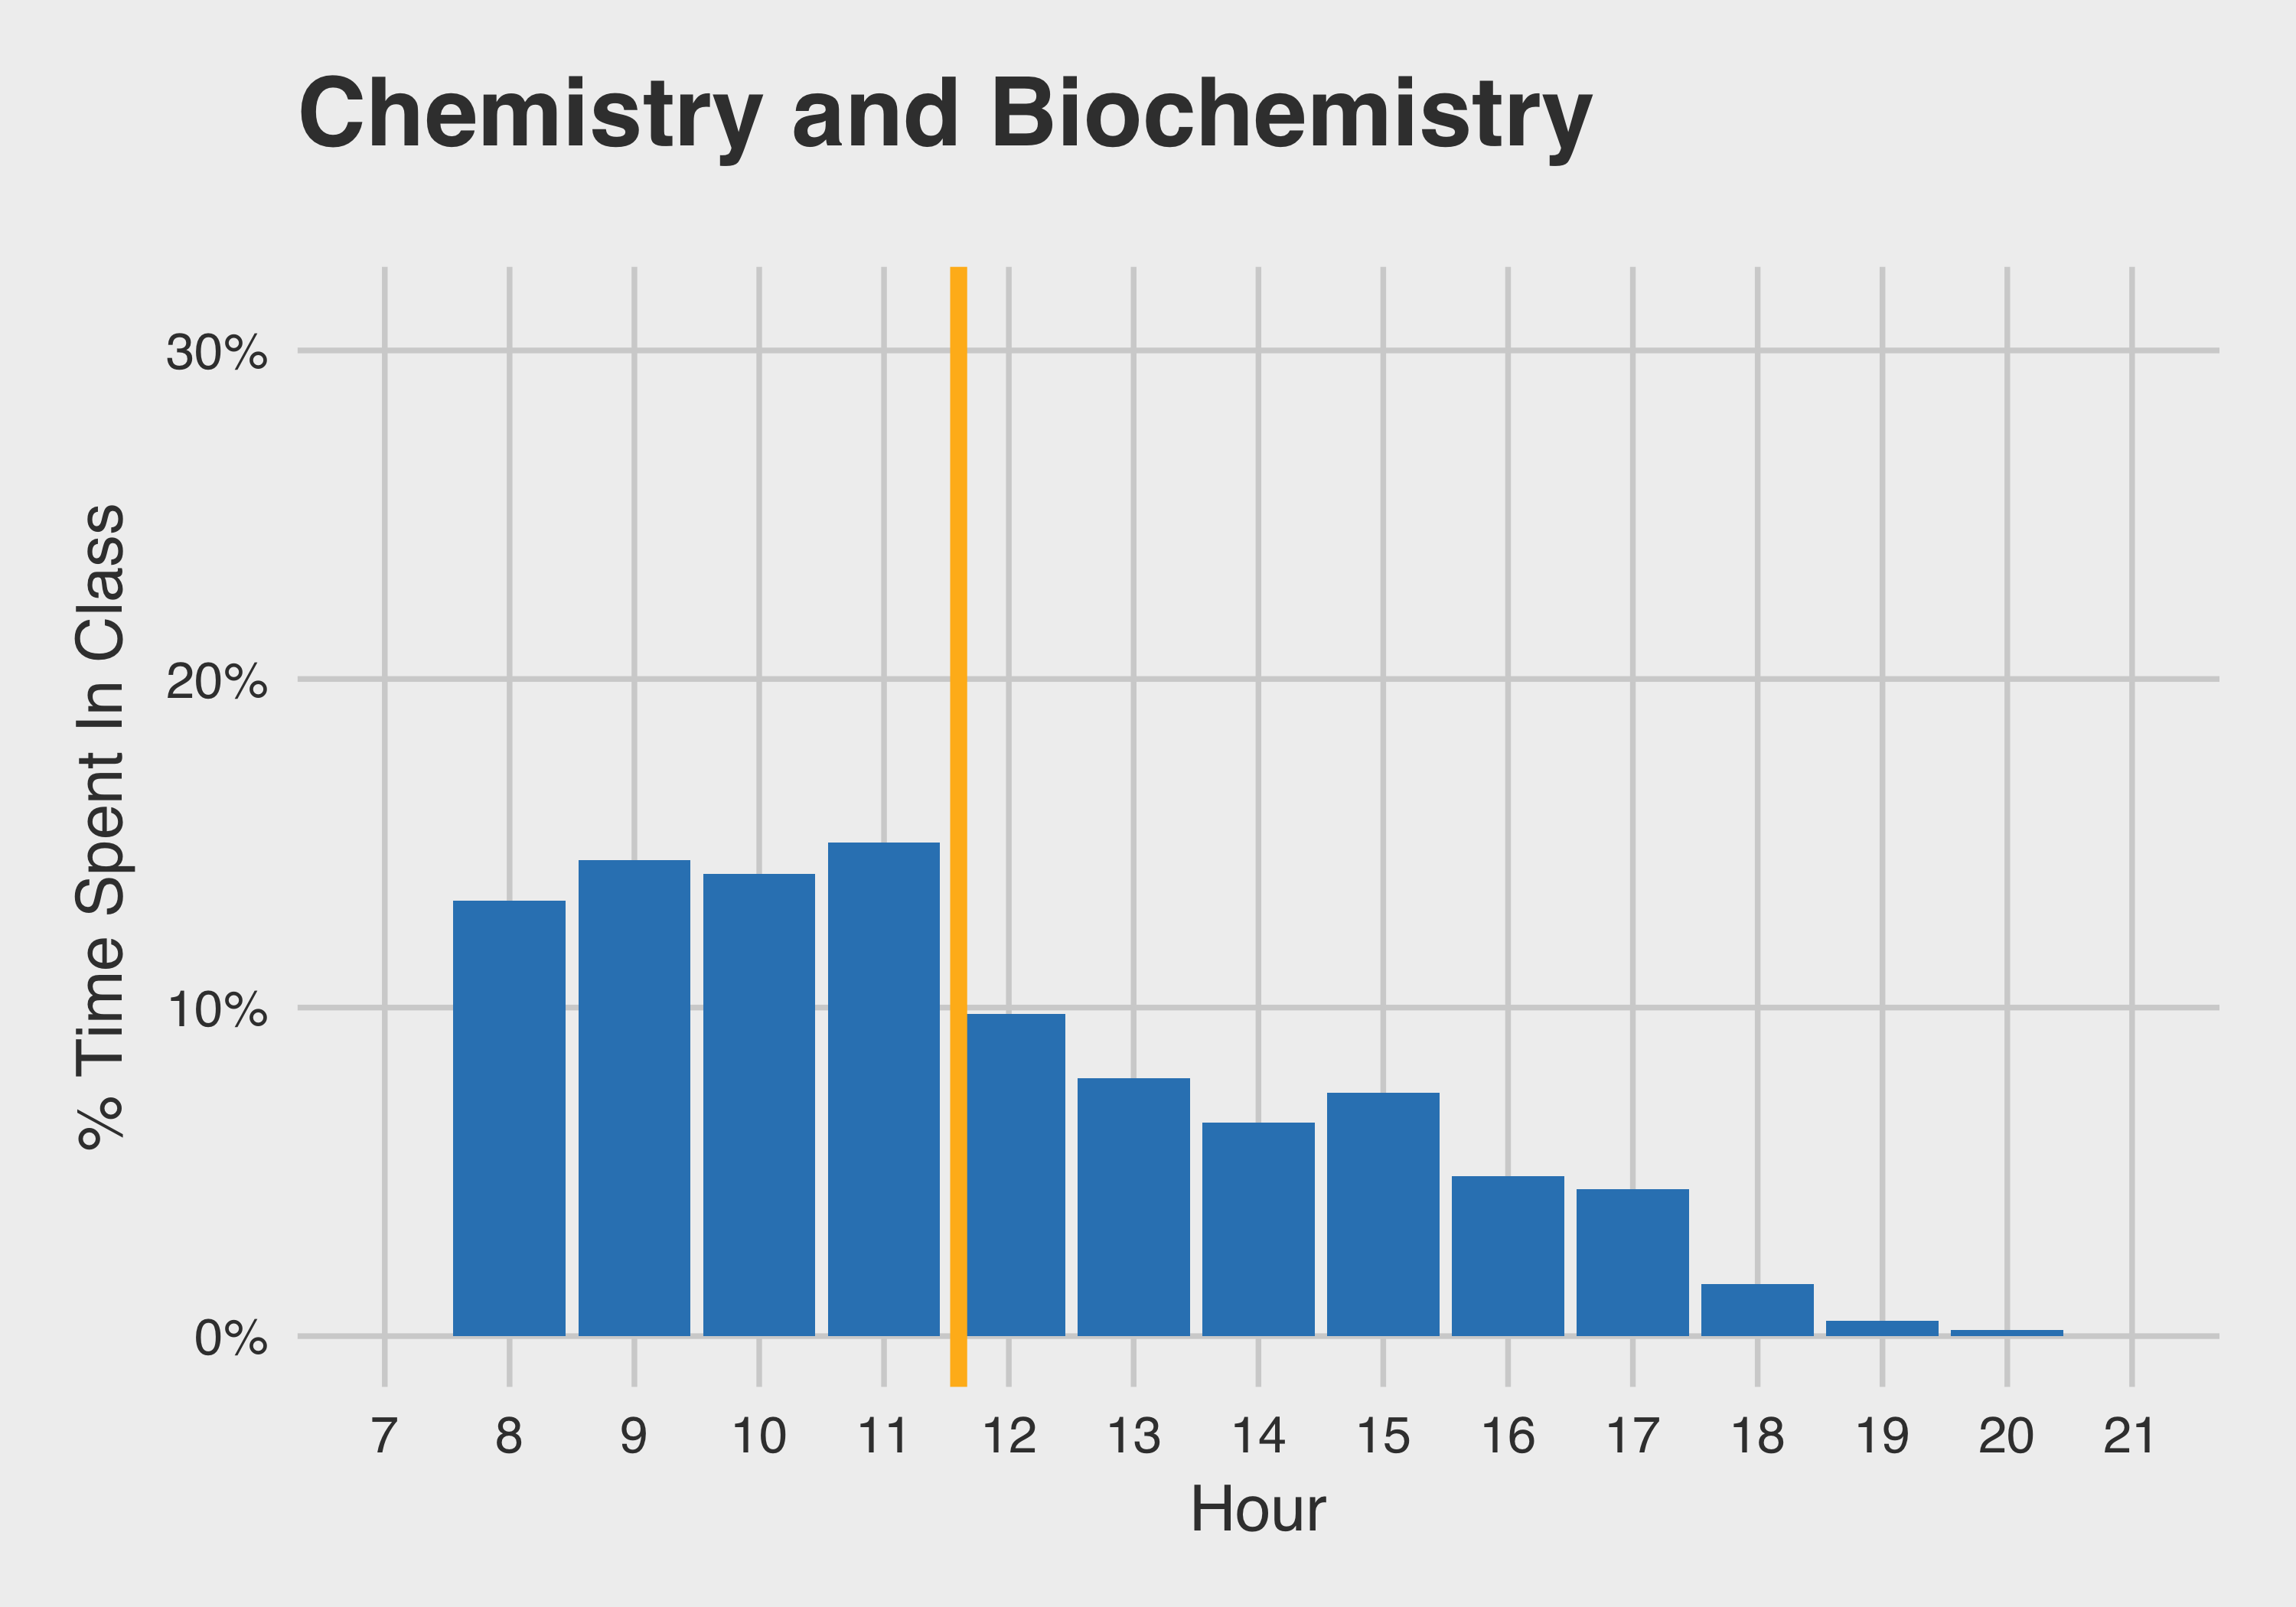 Chemistry and Biochemistry
% Time Spent In Class
30%
20%
10%
0%
7 8 9 10 11 12 13 14 15 16 17 18 19 20 21
Hour